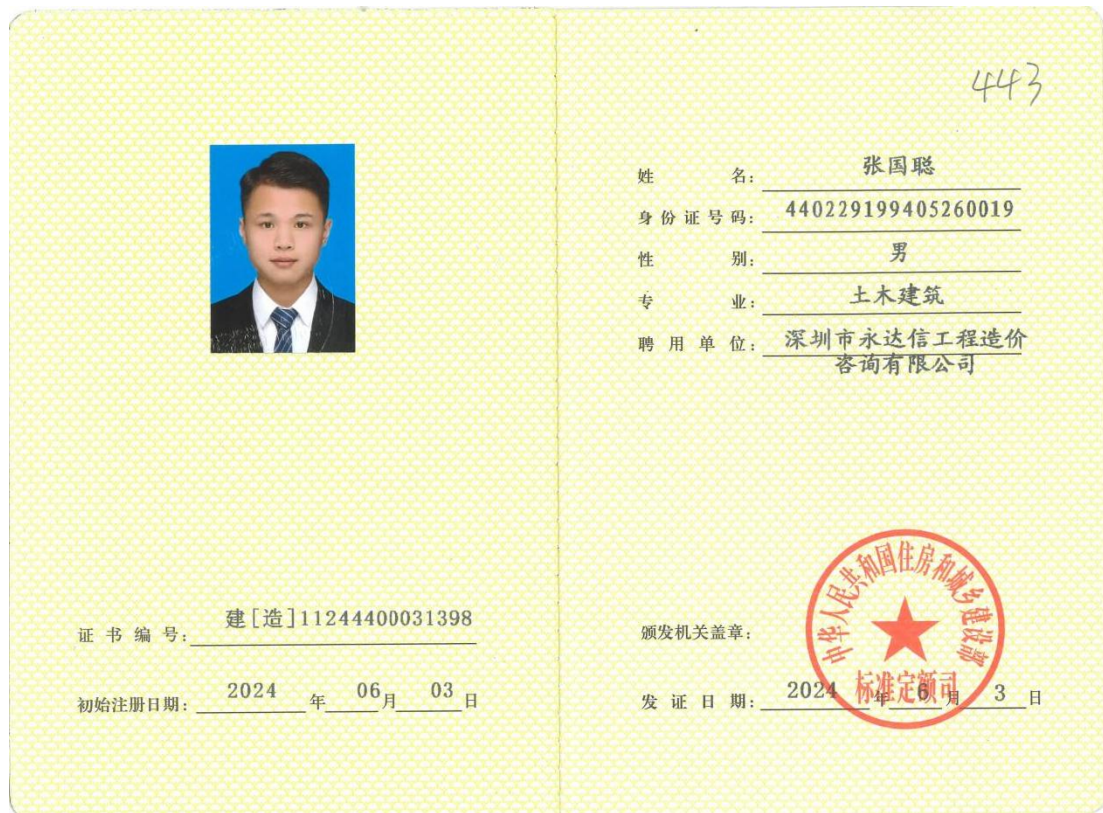 443
姓 名: 张国聪
身份证号码: 440229199405260019
性 别: 男
专 业: 土木建筑
聘用单位: 深圳市永达信工程造价
咨询有限公司
证书编号: 建[造]11244400031398
初始注册日期: 2024 年 06 月 03 日
颁发机关盖章:
中华人民共和国住房和城乡建设部
标准定额司
发证日期: 2024 年 6 月 3 日